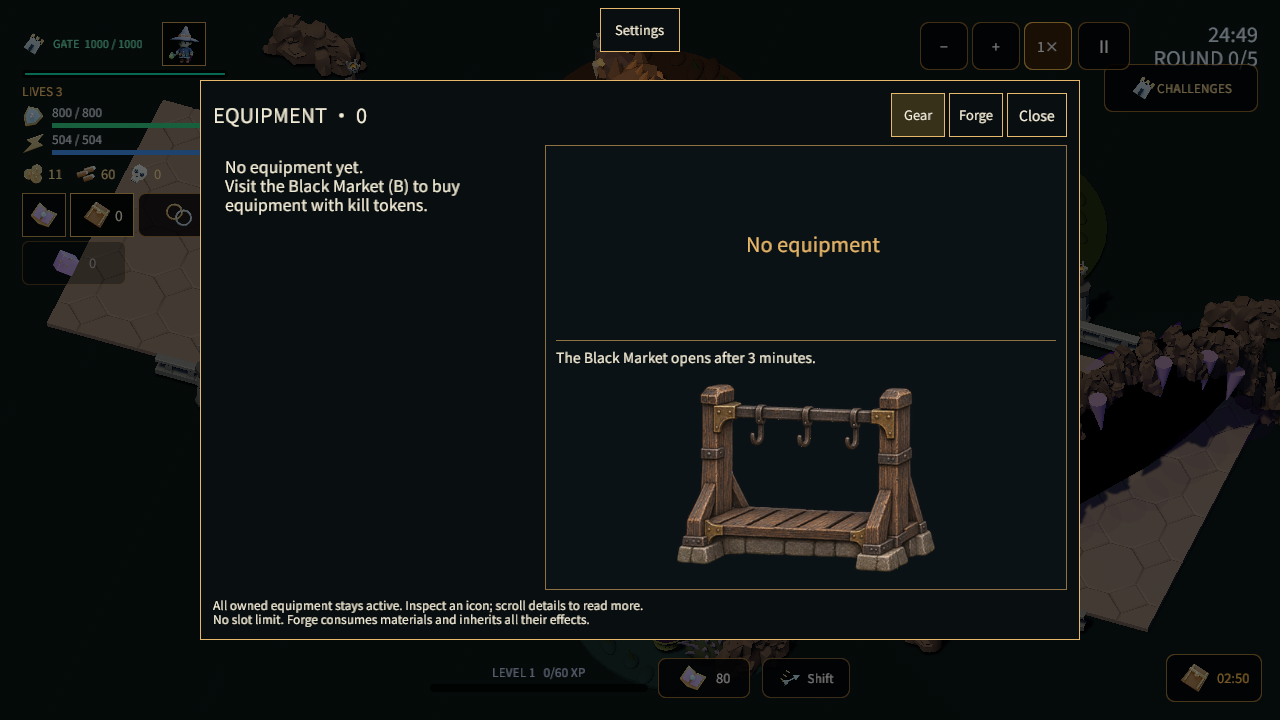 Settings
GATE 1000 / 1000
− + 1× II
24:49
ROUND 0/5
CHALLENGES
LIVES 3
800 / 800
504 / 504
11 60 0
0
0
EQUIPMENT • 0
Gear Forge Close
No equipment yet.
Visit the Black Market (B) to buy
equipment with kill tokens.
No equipment
The Black Market opens after 3 minutes.
All owned equipment stays active. Inspect an icon; scroll details to read more.
No slot limit. Forge consumes materials and inherits all their effects.
LEVEL 1 0/60 XP
80
Shift
02:50